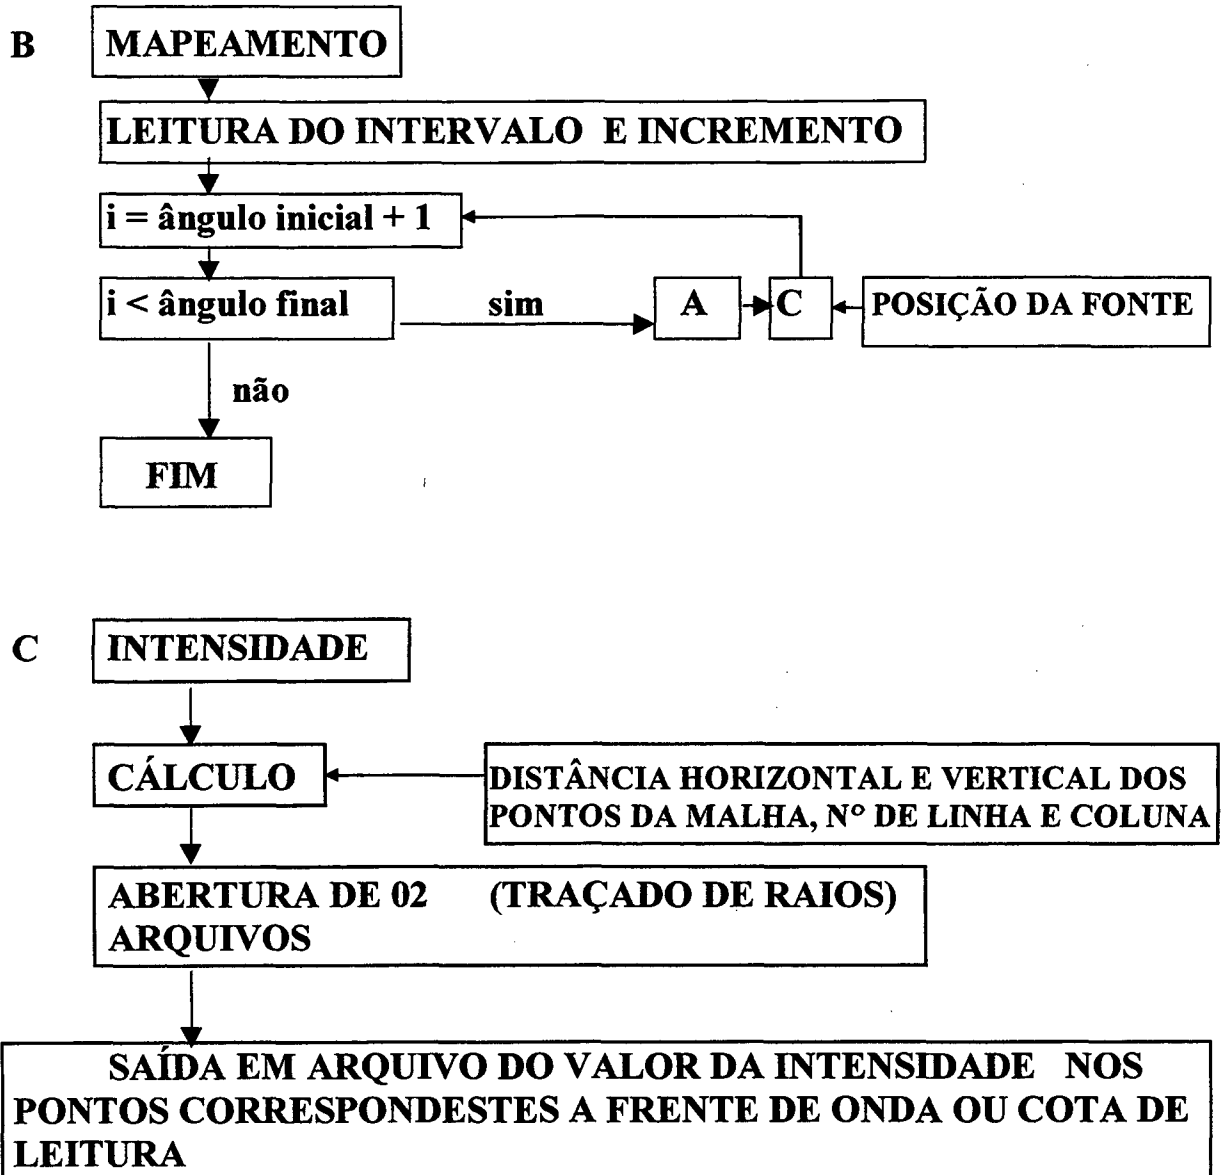 B MAPEAMENTO
LEITURA DO INTERVALO E INCREMENTO
i = ângulo inicial + 1
i < ângulo final sim A C POSIÇÃO DA FONTE
não
FIM
C INTENSIDADE
CÁLCULO
DISTÂNCIA HORIZONTAL E VERTICAL DOS
PONTOS DA MALHA, Nº DE LINHA E COLUNA
ABERTURA DE 02 (TRAÇADO DE RAIOS)
ARQUIVOS
SAÍDA EM ARQUIVO DO VALOR DA INTENSIDADE NOS
PONTOS CORRESPONDESTES A FRENTE DE ONDA OU COTA DE
LEITURA